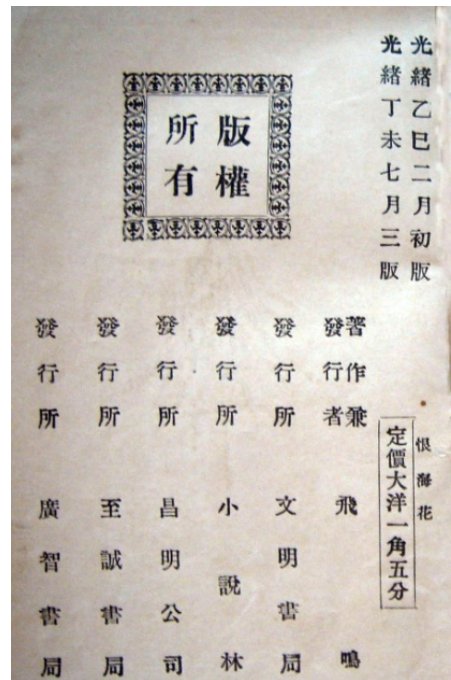 光緒乙巳二月初版
光緒丁未七月三版
版權
所有
恨海花
定價大洋一角五分
著作兼
發行者 飛鳴
發行所 文明書局
發行所 小說林
發行所 昌明公司
發行所 至誠書局
發行所 廣智書局